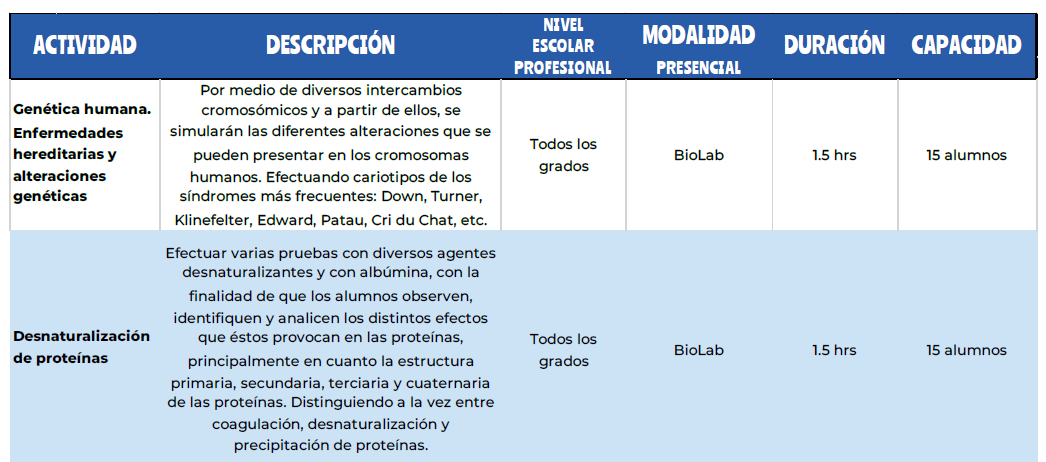 ACTIVIDAD
DESCRIPCIÓN
NIVEL
ESCOLAR
PROFESIONAL
MODALIDAD
PRESENCIAL
DURACIÓN
CAPACIDAD
Genética humana.
Enfermedades
hereditarias y
alteraciones
genéticas
Por medio de diversos intercambios
cromosómicos y a partir de ellos, se
simularán las diferentes alteraciones que se
pueden presentar en los cromosomas
humanos. Efectuando cariotipos de los
síndromes más frecuentes: Down, Turner,
Klinefelter, Edward, Patau, Cri du Chat, etc.
Todos los
grados
BioLab
1.5 hrs
15 alumnos
Desnaturalización
de proteínas
Efectuar varias pruebas con diversos agentes
desnaturalizantes y con albúmina, con la
finalidad de que los alumnos observen,
identifiquen y analicen los distintos efectos
que éstos provocan en las proteínas,
principalmente en cuanto la estructura
primaria, secundaria, terciaria y cuaternaria
de las proteínas. Distinguiendo a la vez entre
coagulación, desnaturalización y
precipitación de proteínas.
Todos los
grados
BioLab
1.5 hrs
15 alumnos